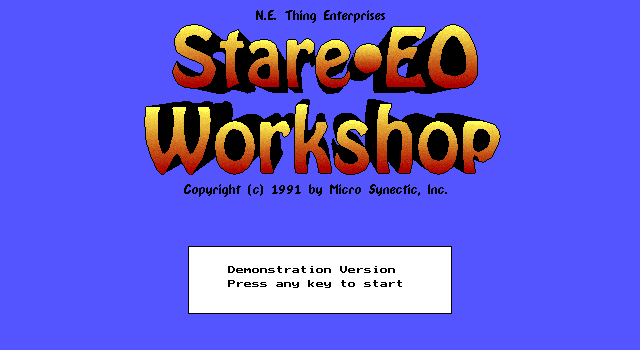 N.E. Thing Enterprises
Stare•EO
Workshop
Copyright (c) 1991 by Micro Synectic, Inc.
Demonstration Version
Press any key to start